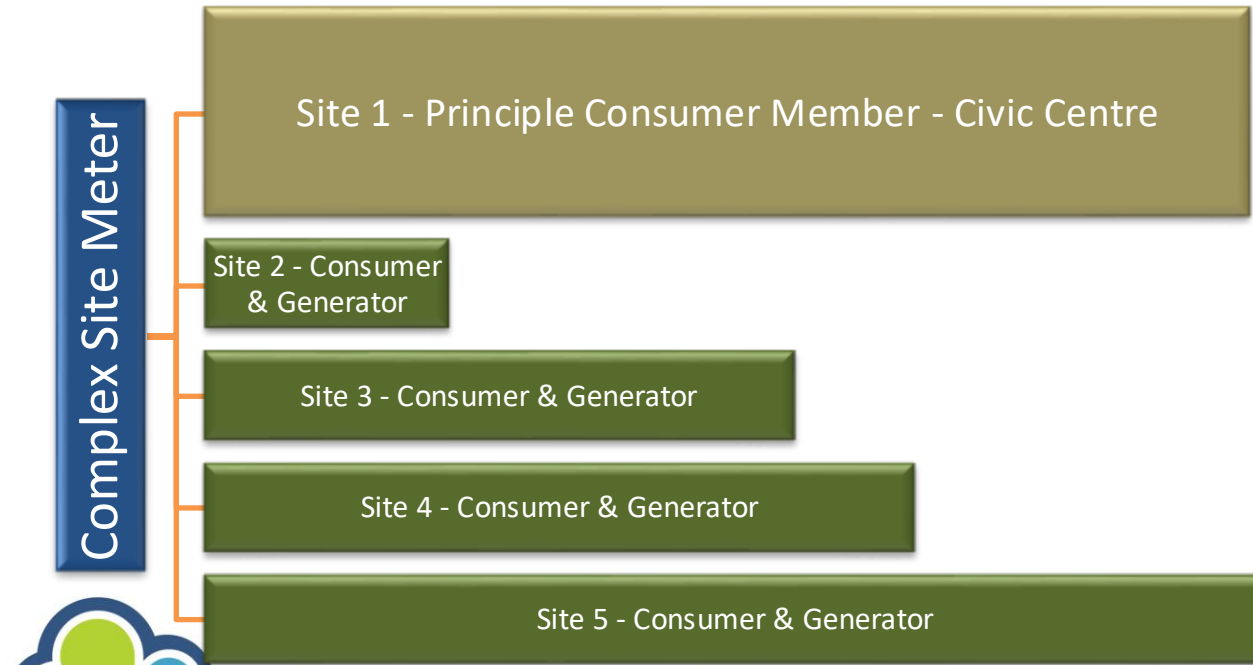 Complex Site Meter
Site 1 - Principle Consumer Member - Civic Centre
Site 2 - Consumer
& Generator
Site 3 - Consumer & Generator
Site 4 - Consumer & Generator
Site 5 - Consumer & Generator